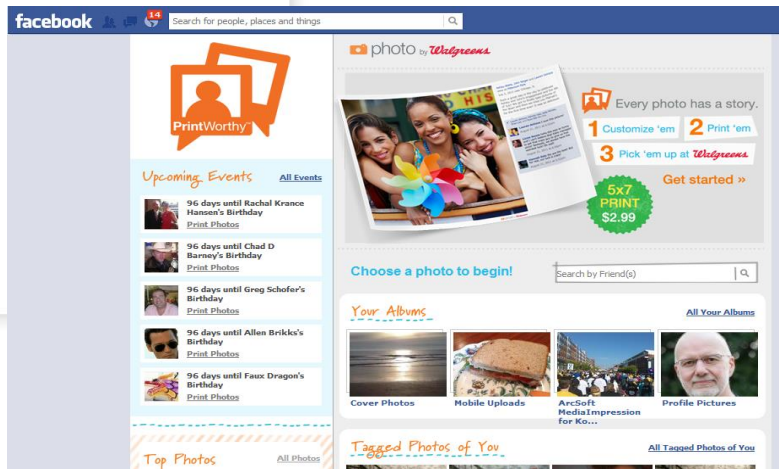 facebook
14
Search for people, places and things
PrintWorthy™
photo by Walgreens
HIS
Every photo has a story.
1 Customize 'em 2 Print 'em
3 Pick 'em up at Walgreens
Get started »
5x7
PRINT
$2.99
Upcoming Events All Events
96 days until Rachal Krance
Hansen's Birthday
Print Photos
96 days until Chad D
Barney's Birthday
Print Photos
96 days until Greg Schofer's
Birthday
Print Photos
96 days until Allen Brikks's
Birthday
Print Photos
96 days until Faux Dragon's
Birthday
Print Photos
Top Photos All Photos
Choose a photo to begin! Search by Friend(s)
Your Albums All Your Albums
Cover Photos
Mobile Uploads
ArcSoft
MediaImpression
for Ko...
Profile Pictures
Tagged Photos of You All Tagged Photos of You